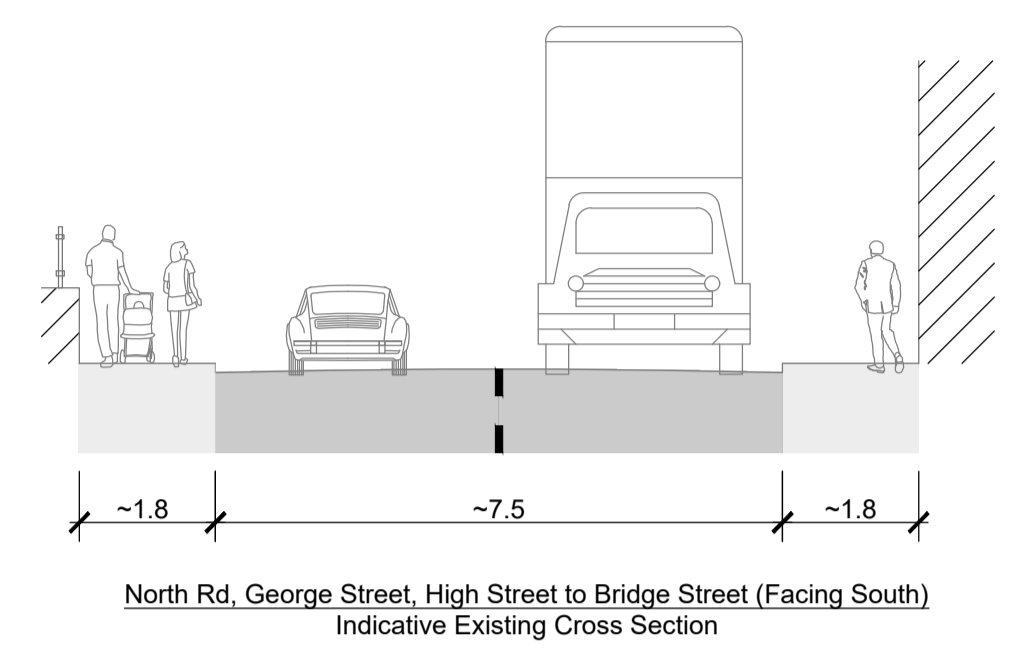 ~1.8
~7.5
~1.8
North Rd, George Street, High Street to Bridge Street (Facing South)
Indicative Existing Cross Section